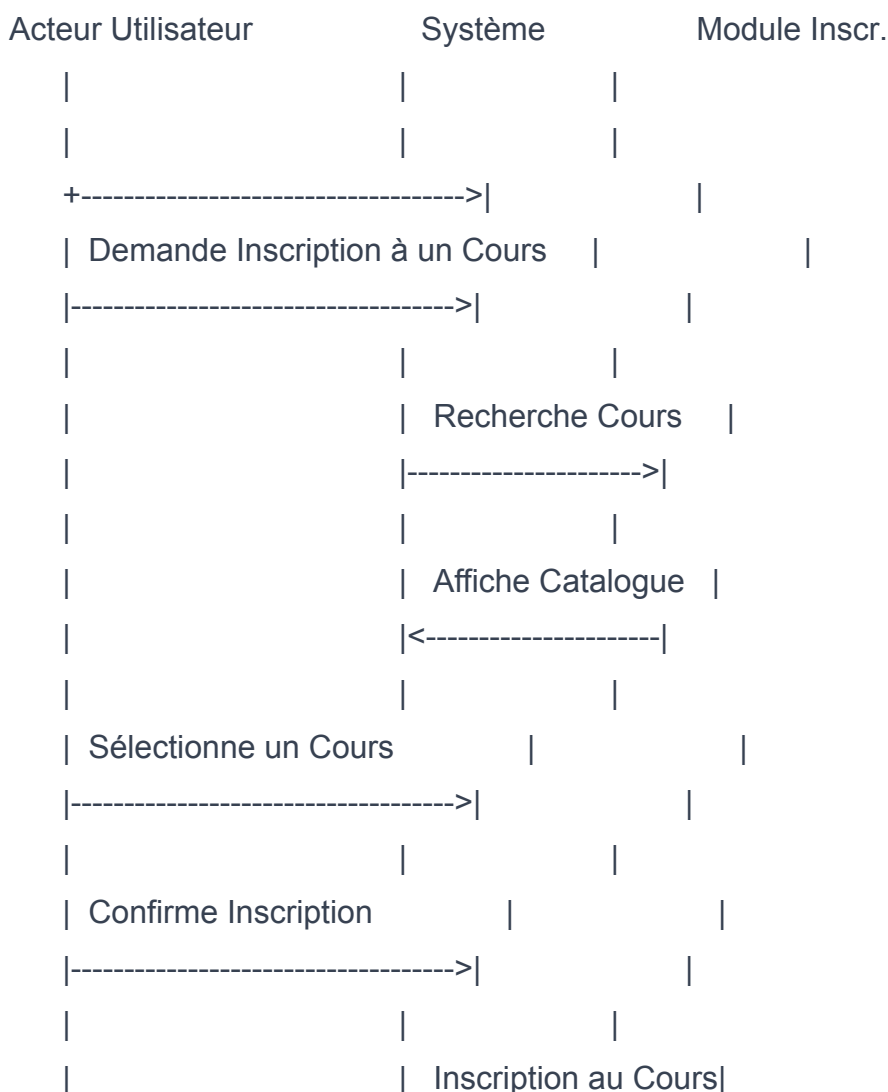 Acteur Utilisateur Système Module Inscr.
| | |
| | |
+------------------------------------>| |
| Demande Inscription à un Cours | |
|------------------------------------>| |
| | |
| | Recherche Cours |
| |---------------------->|
| | |
| | Affiche Catalogue |
| |<----------------------|
| | |
| Sélectionne un Cours | |
|------------------------------------>| |
| | |
| Confirme Inscription | |
|------------------------------------>| |
| | |
| | Inscription au Cours|